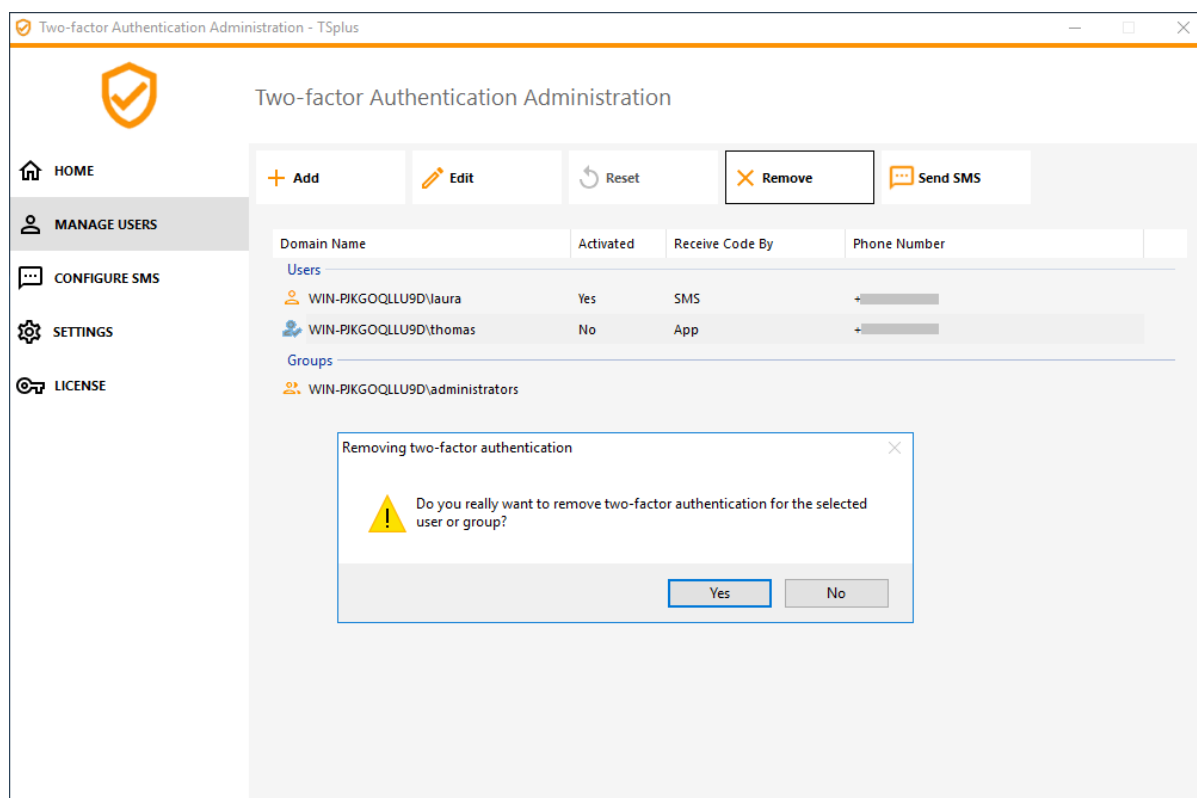 Two-factor Authentication Administration - TSplus
Two-factor Authentication Administration
HOME
MANAGE USERS
CONFIGURE SMS
SETTINGS
LICENSE
Add Edit Reset Remove Send SMS
Domain Name Activated Receive Code By Phone Number
Users
WIN-PJKGOQLLU9D\laura Yes SMS +
WIN-PJKGOQLLU9D\thomas No App +
Groups
WIN-PJKGOQLLU9D\administrators
Removing two-factor authentication
Do you really want to remove two-factor authentication for the selected
user or group?
Yes No